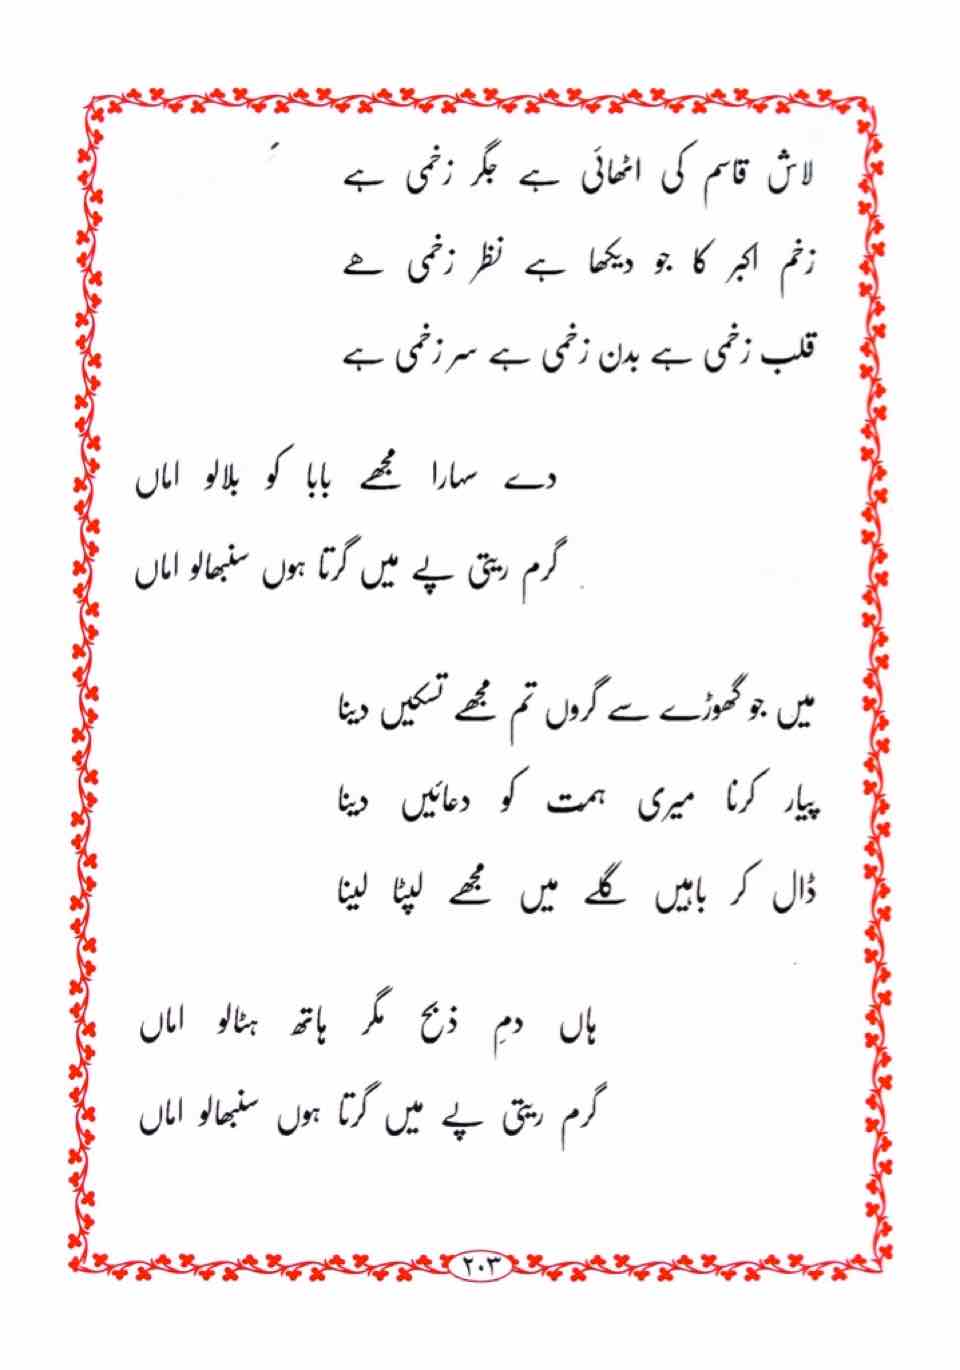 لاش قاسم کی اٹھائی ہے جگر زخمی ہے
زخم اکبر کا جو دیکھا ہے نظر زخمی ھے
قلب زخمی ہے بدن زخمی ہے سر زخمی ہے
دے سہارا مجھے بابا کو بلالو اماں
گرم ریتی پے میں گرتا ہوں سنبھالو اماں
میں جو گھوڑے سے گروں تم مجھے تسکیں دینا
پیار کرنا میری ہمت کو دعائیں دینا
ڈال کر باہیں گلے میں مجھے لپٹا لینا
ہاں دمِ ذبح مگر ہاتھ ہٹالو اماں
گرم ریتی پے میں گرتا ہوں سنبھالو اماں
۲۰۳